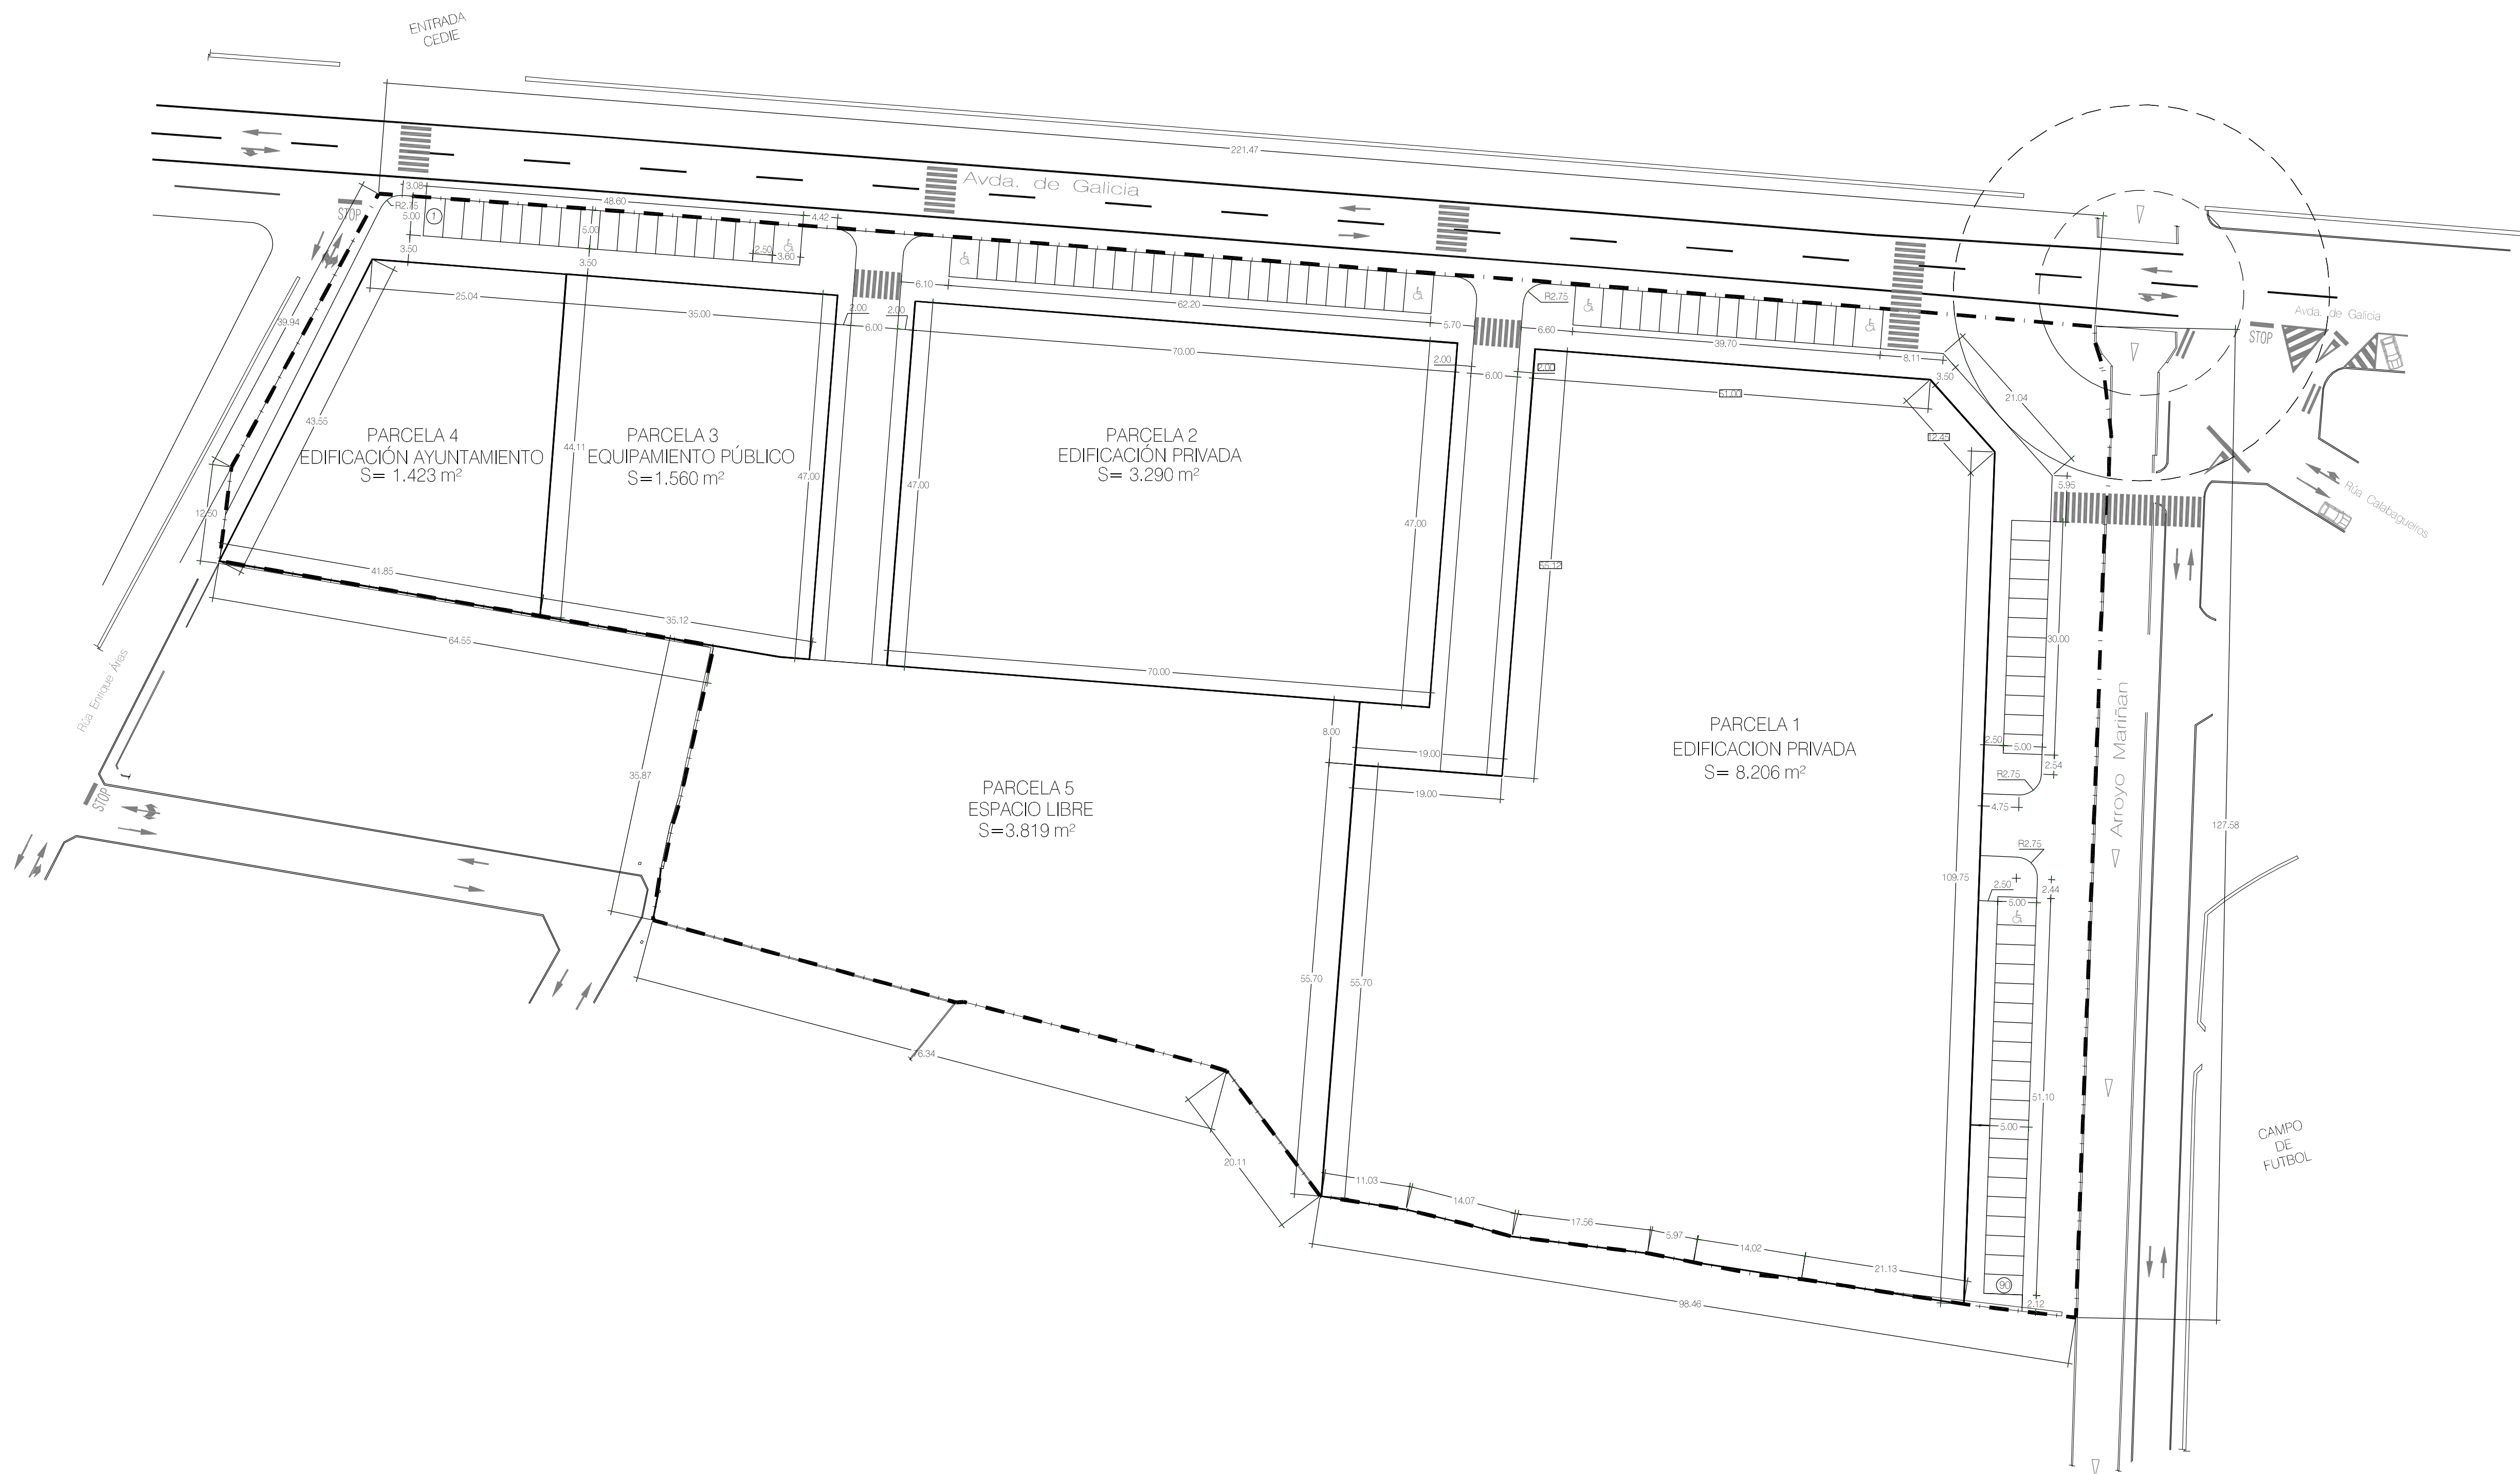 ENTRADA
CEDIE
221.47
Avda. de Galicia
STOP
R2.75
3.08
5.00
1
48.60
4.42
5.00
3.50
3.50
2.50
3.60
25.04
35.00
2.00
2.00
6.00
6.10
62.20
5.70
70.00
2.00
6.00
R2.75
6.60
2.00
39.70
8.11
51.00
3.50
21.04
12.45
Avda. de Galicia
STOP
Rúa Calabagueiros
39.94
43.55
12.50
PARCELA 4
EDIFICACIÓN AYUNTAMIENTO
S= 1.423 m²
44.11
PARCELA 3
EQUIPAMIENTO PÚBLICO
S=1.560 m²
47.00
47.00
PARCELA 2
EDIFICACIÓN PRIVADA
S= 3.290 m²
47.00
55.12
5.95
30.00
41.85
35.12
64.55
70.00
Rúa Enrique Árias
STOP
35.87
8.00
19.00
19.00
PARCELA 5
ESPACIO LIBRE
S=3.819 m²
PARCELA 1
EDIFICACION PRIVADA
S= 8.206 m²
2.50
5.00
2.54
R2.75
4.75
R2.75
2.50
2.44
5.00
109.75
Arroyo Mariñan
127.58
55.70
55.70
76.34
20.11
51.10
5.00
CAMPO
DE
FUTBOL
11.03
14.07
17.56
5.97
14.02
21.13
90
2.12
98.46